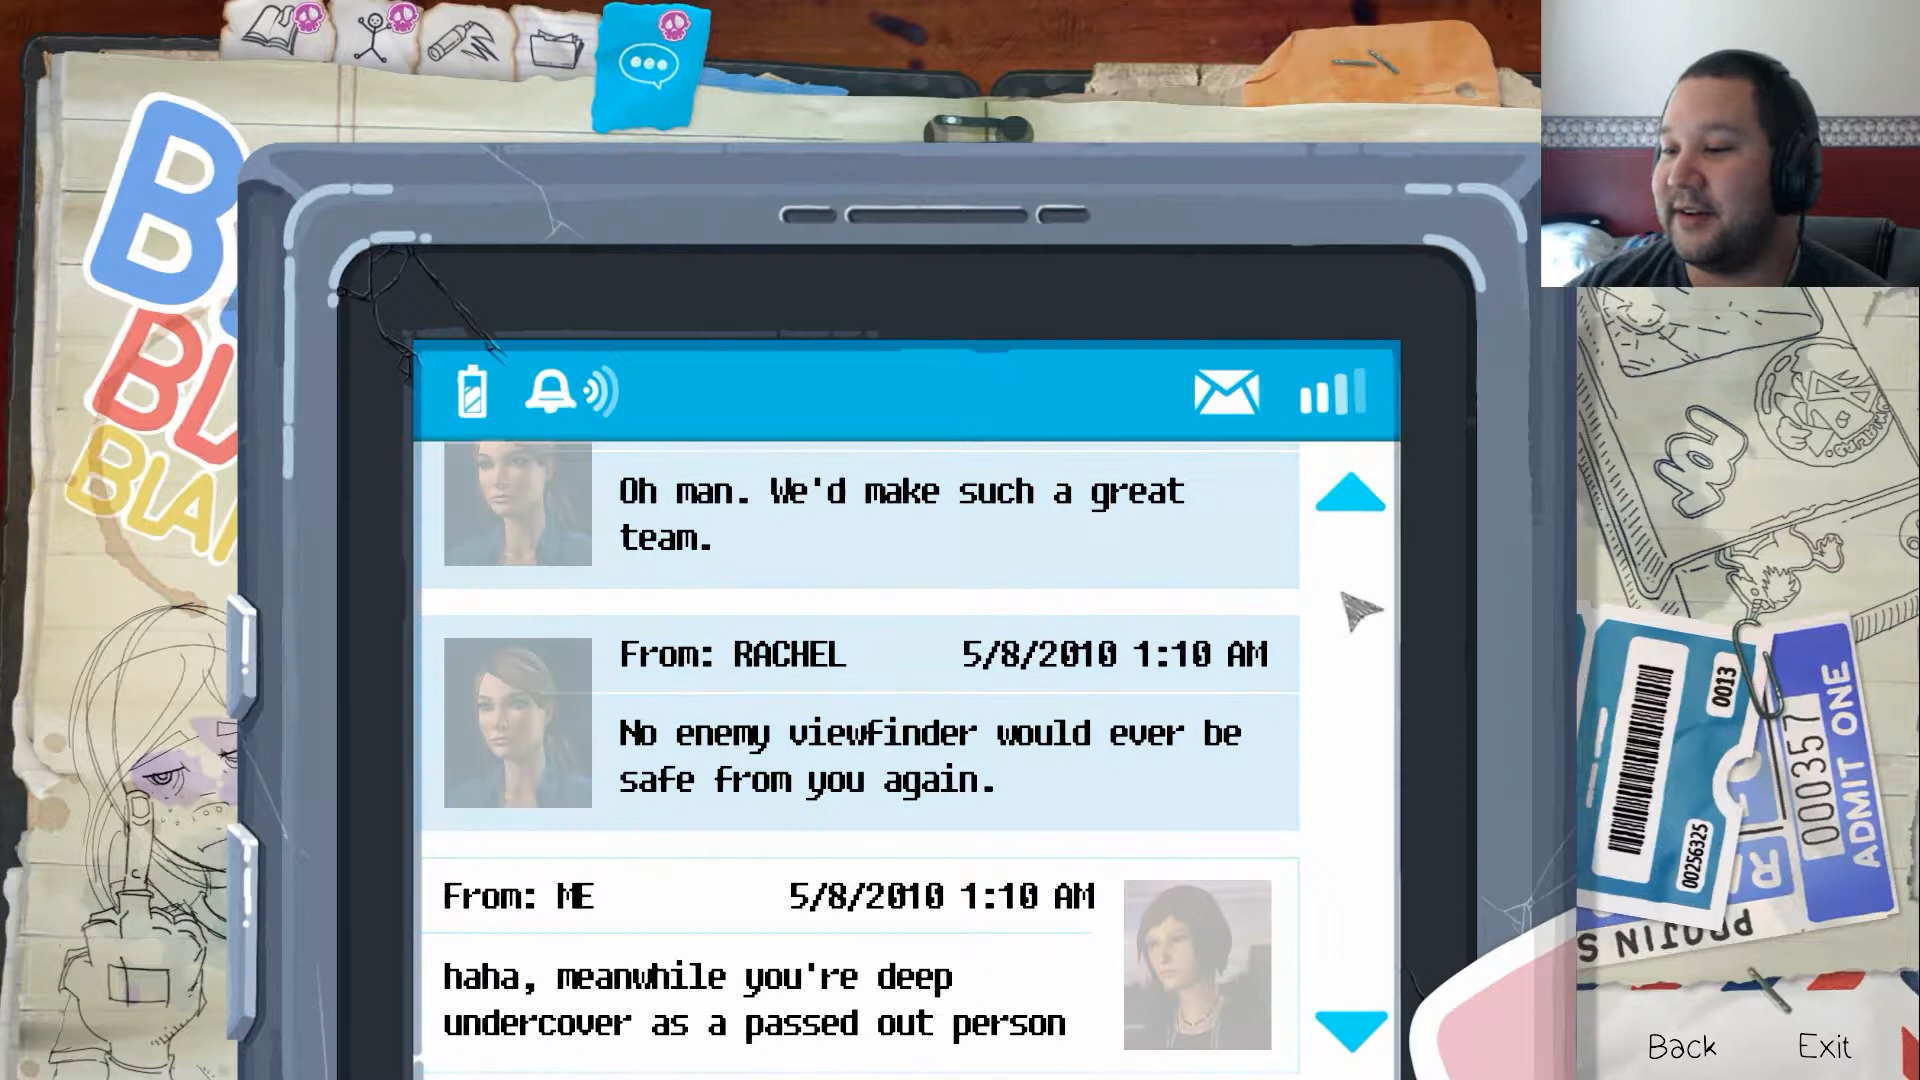 Oh man. We'd make such a great
team.
From: RACHEL 5/8/2010 1:10 AM
No enemy viewfinder would ever be
safe from you again.
From: ME 5/8/2010 1:10 AM
haha, meanwhile you're deep
undercover as a passed out person
0013
00256325
000357
ADMIT ONE
Back
Exit